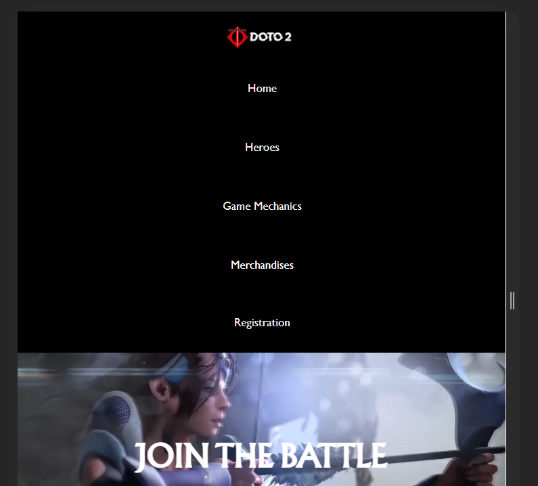 DOTO 2
Home
Heroes
Game Mechanics
Merchandises
Registration
JOIN THE BATTLE